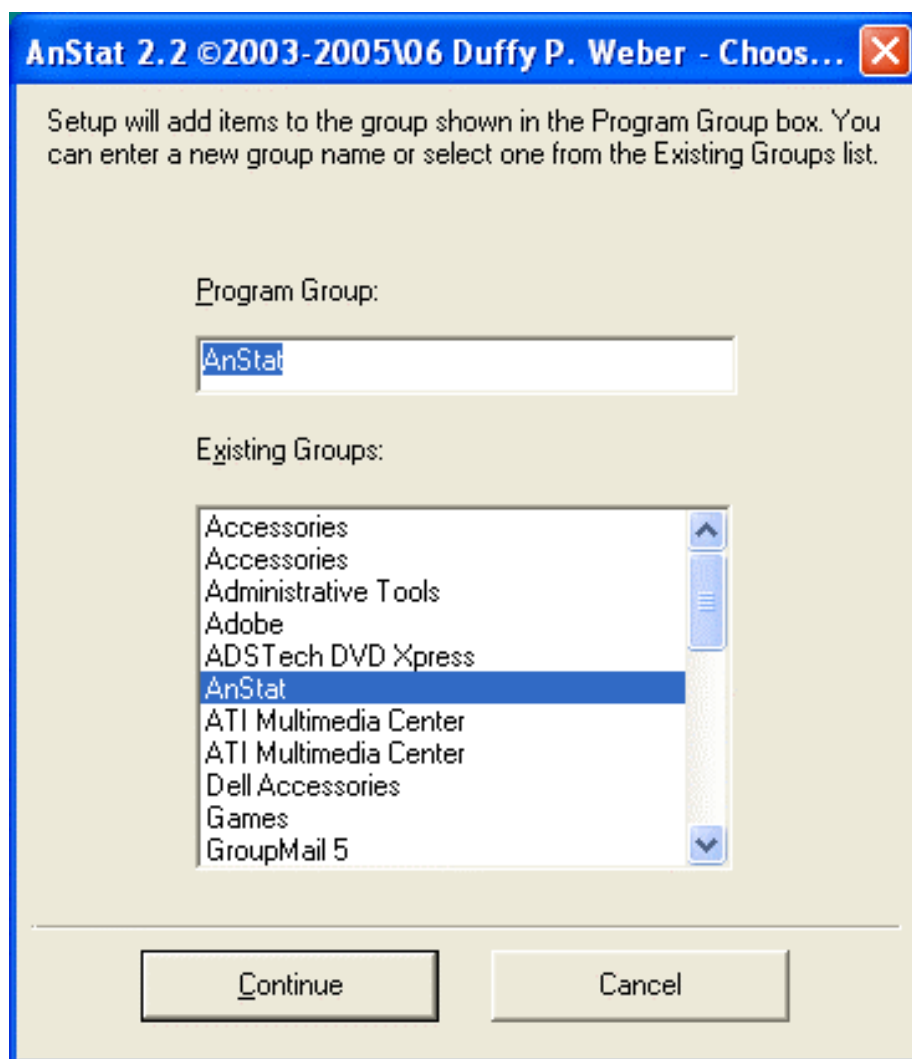 AnStat 2.2 ©2003-2005\06 Duffy P. Weber - Choos...
Setup will add items to the group shown in the Program Group box. You
can enter a new group name or select one from the Existing Groups list.
Program Group:
AnStat
Existing Groups:
Accessories
Accessories
Administrative Tools
Adobe
ADSTech DVD Xpress
AnStat
ATI Multimedia Center
ATI Multimedia Center
Dell Accessories
Games
GroupMail 5
Continue
Cancel